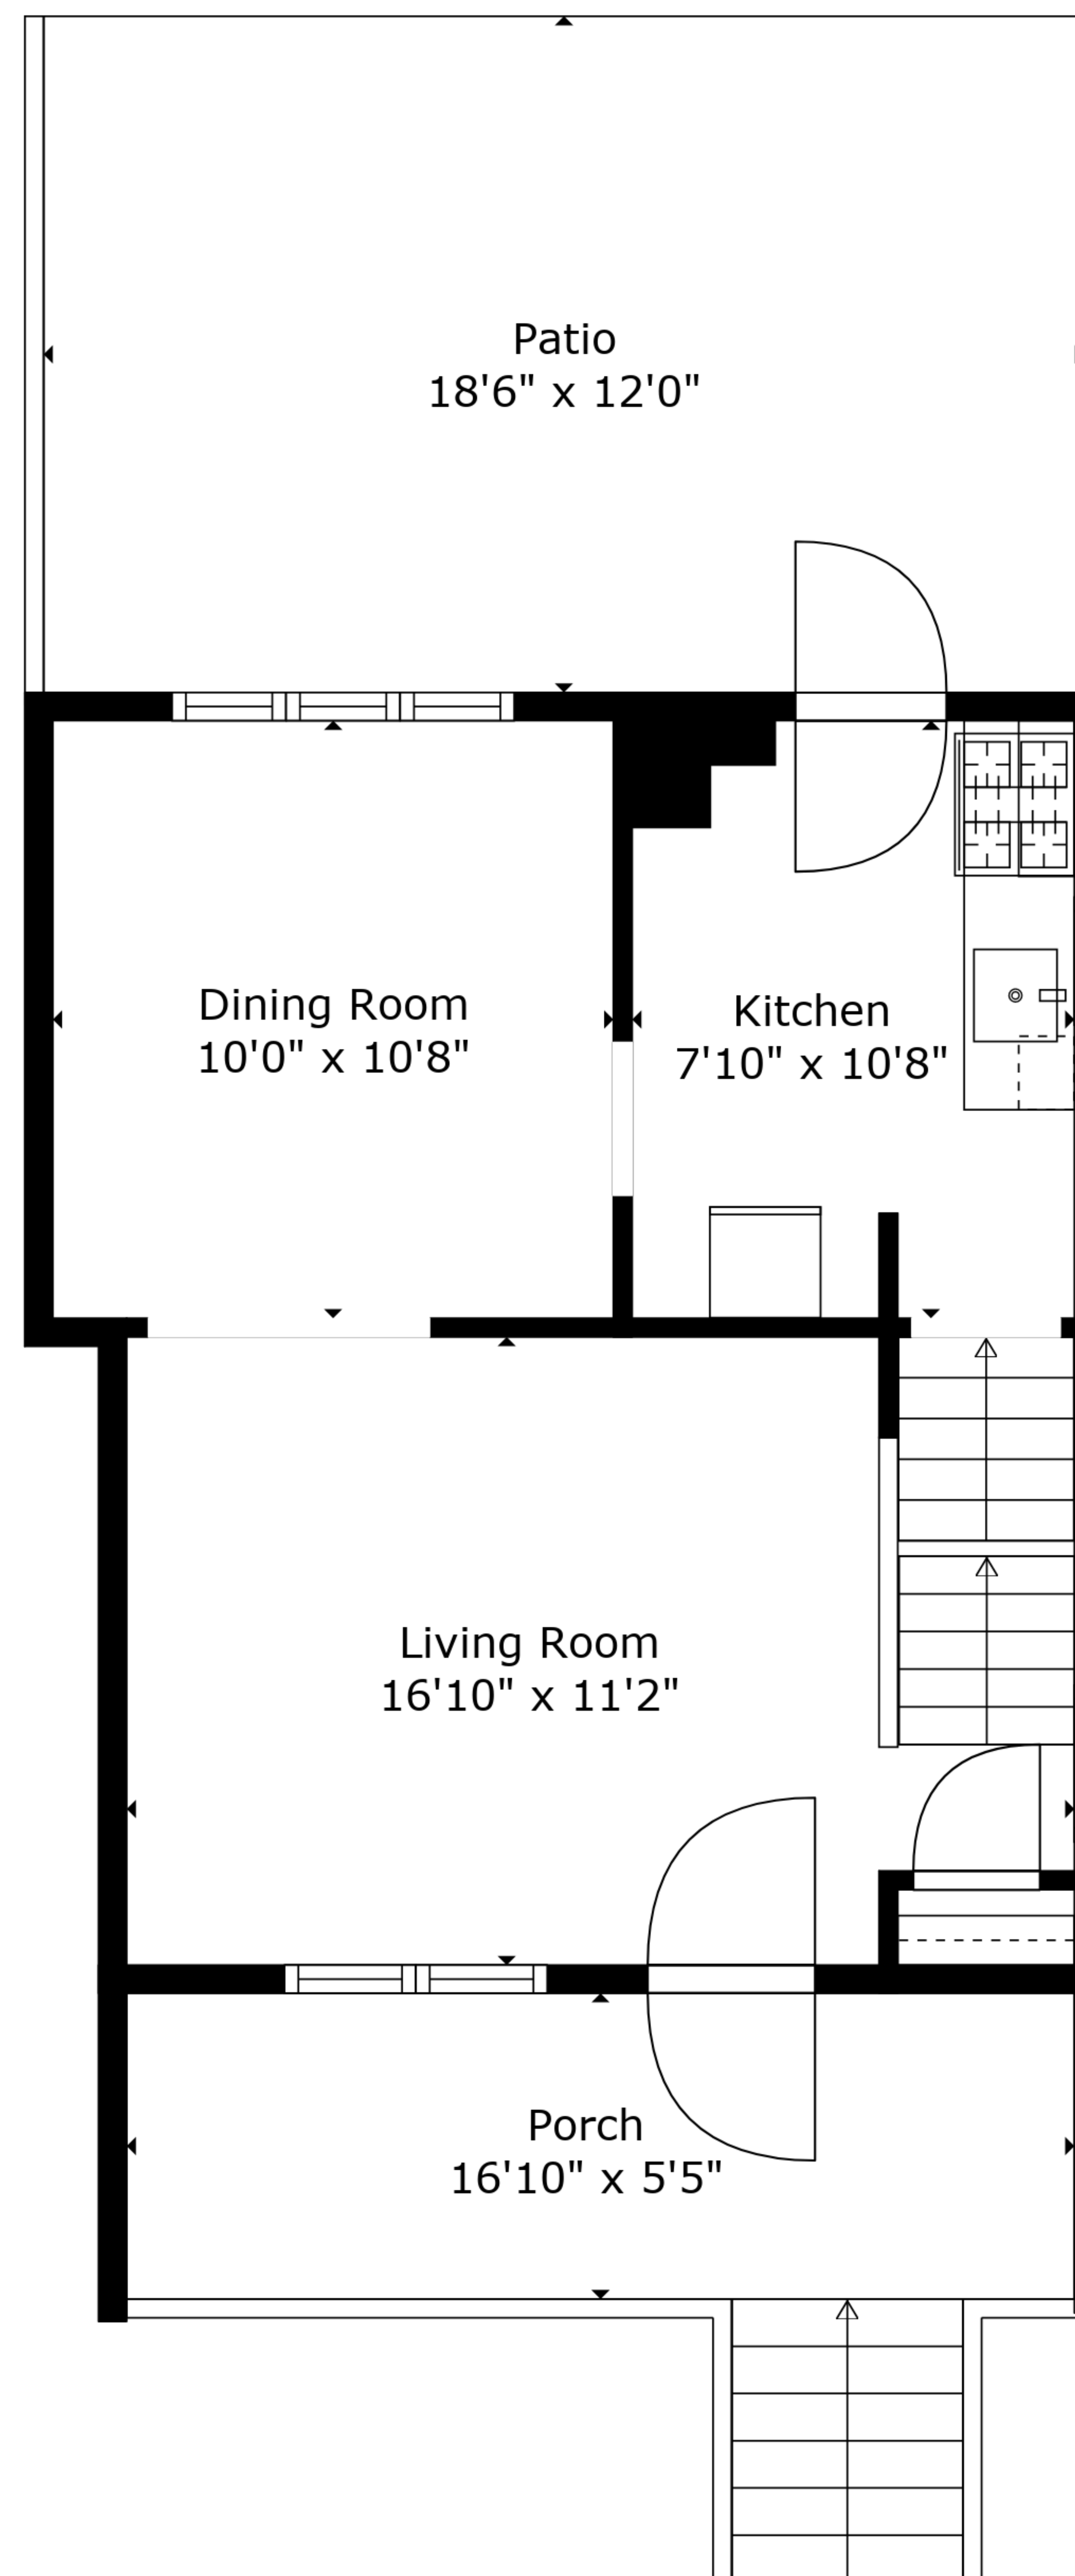 Patio
18'6" x 12'0"
Dining Room
10'0" x 10'8"
Kitchen
7'10" x 10'8"
Living Room
16'10" x 11'2"
Porch
16'10" x 5'5"